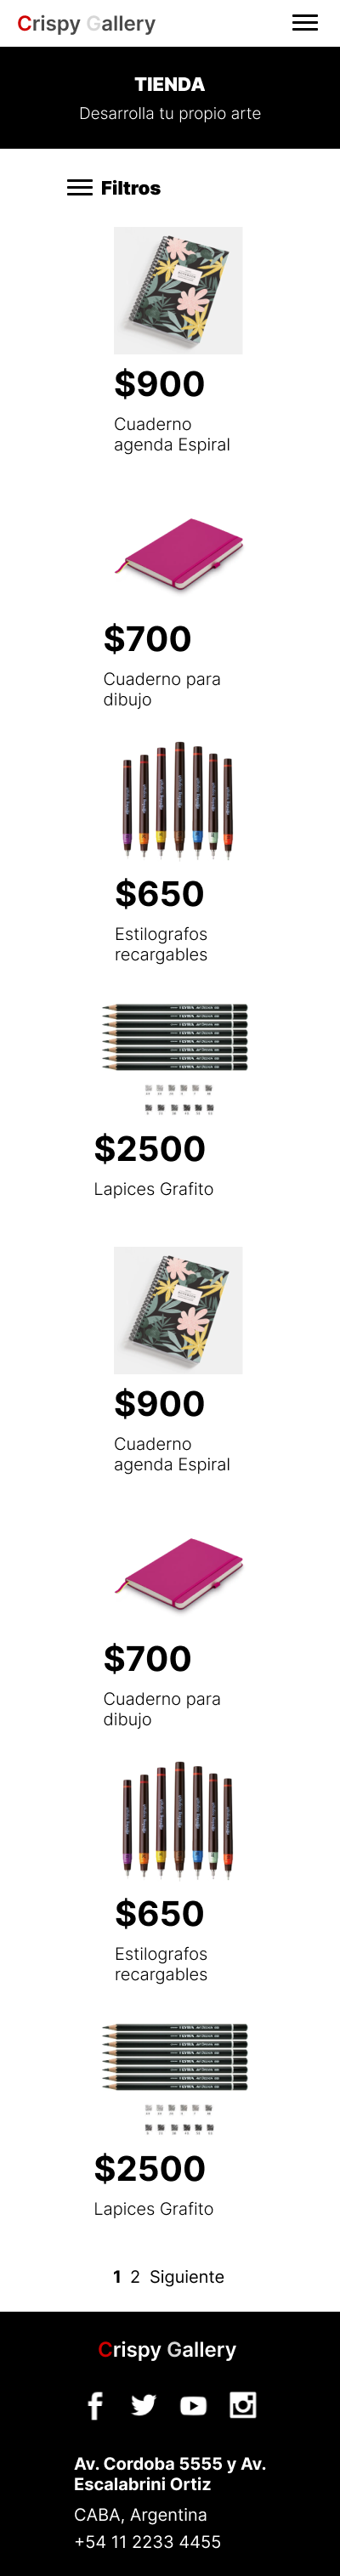 Crispy Gallery
TIENDA
Desarrolla tu propio arte
Filtros
$900
Cuaderno
agenda Espiral
$700
Cuaderno para
dibujo
$650
Estilografos
recargables
$2500
Lapices Grafito
$900
Cuaderno
agenda Espiral
$700
Cuaderno para
dibujo
$650
Estilografos
recargables
$2500
Lapices Grafito
1 2 Siguiente
Crispy Gallery
Av. Cordoba 5555 y Av.
Escalabrini Ortiz
CABA, Argentina
+54 11 2233 4455